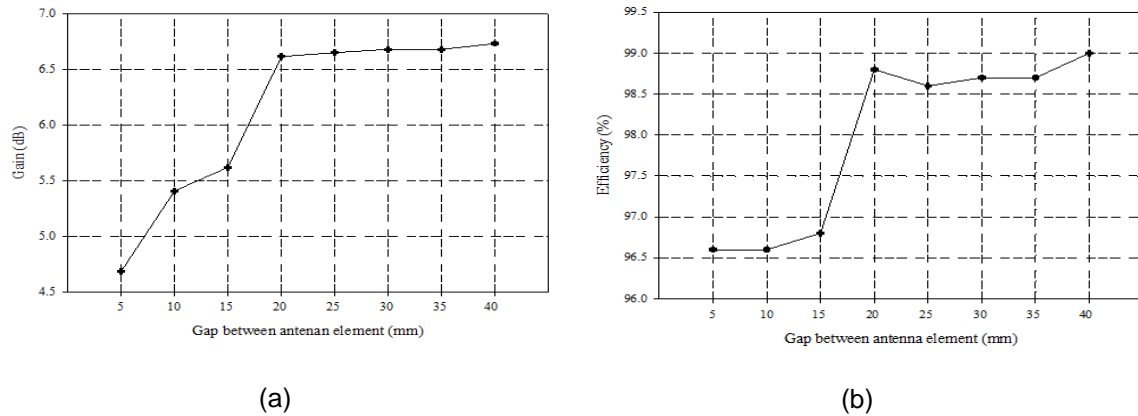 7.0
6.5
6.0
5.5
5.0
4.5
Gain (dB)
5 10 15 20 25 30 35 40
Gap between antenan element (mm)
(a)
99.5
99.0
98.5
98.0
97.5
97.0
96.5
96.0
Efficiency (%)
5 10 15 20 25 30 35 40
Gap between antenna element (mm)
(b)